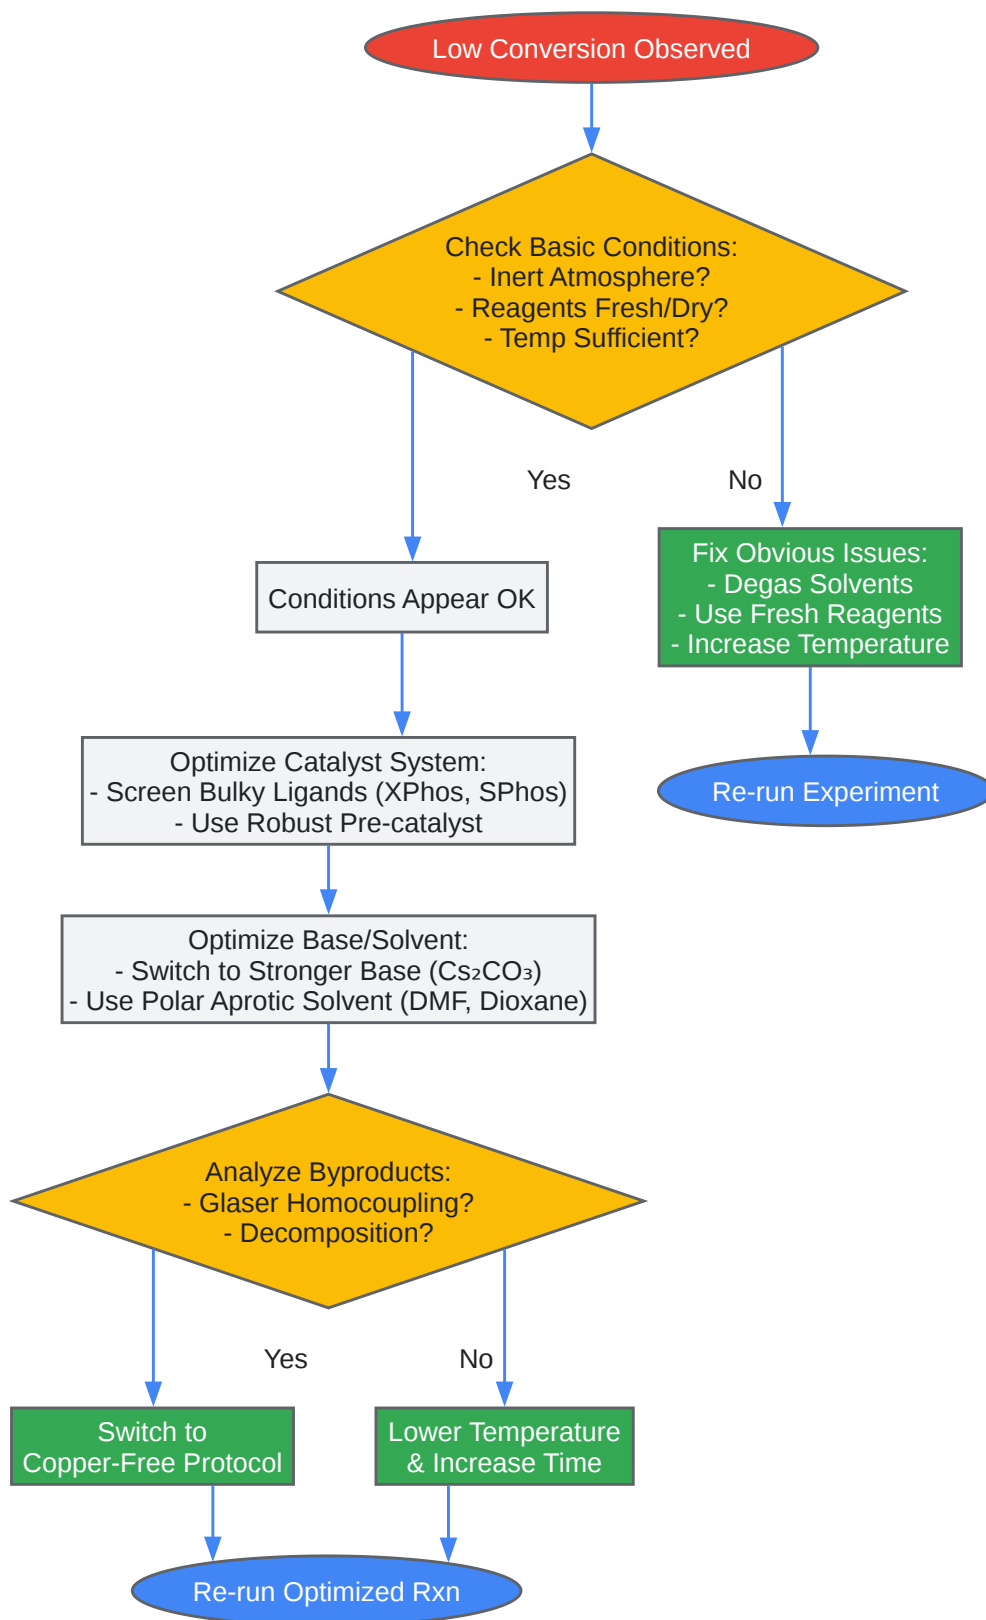 Low Conversion Observed
Check Basic Conditions:
- Inert Atmosphere?
- Reagents Fresh/Dry?
- Temp Sufficient?
Yes
No
Conditions Appear OK
Fix Obvious Issues:
- Degas Solvents
- Use Fresh Reagents
- Increase Temperature
Optimize Catalyst System:
- Screen Bulky Ligands (XPhos, SPhos)
- Use Robust Pre-catalyst
Re-run Experiment
Optimize Base/Solvent:
- Switch to Stronger Base (Cs₂CO₃)
- Use Polar Aprotic Solvent (DMF, Dioxane)
Analyze Byproducts:
- Glaser Homocoupling?
- Decomposition?
Yes
No
Switch to
Copper-Free Protocol
Lower Temperature
& Increase Time
Re-run Optimized Rxn